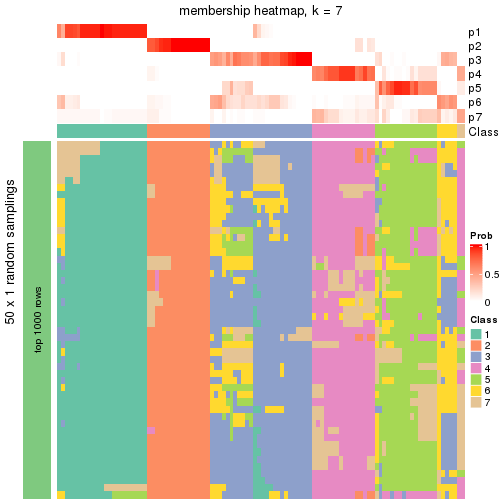 membership heatmap, k = 7
p1
p2
p3
p4
p5
p6
p7
Class
50 x 1 random samplings
top 1000 rows
Prob
1
0.5
0
Class
1
2
3
4
5
6
7